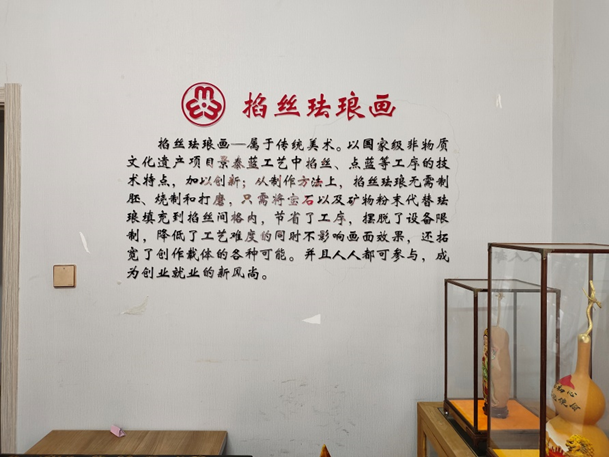 掐丝珐琅画
掐丝珐琅画—属于传统美术。以国家级非物质
文化遗产项目景泰蓝工艺中掐丝、点蓝等工序的技
术特点，加以创新；从制作方法上，掐丝珐琅无需制
胚、烧制和打磨，只需将宝石以及矿物粉末代替珐
琅填充到掐丝间格内，节省了工序，摆脱了设备限
制，降低了工艺难度的同时不影响画面效果，还拓
宽了创作载体的各种可能。并且人人都可参与，成
为创业就业的新风尚。